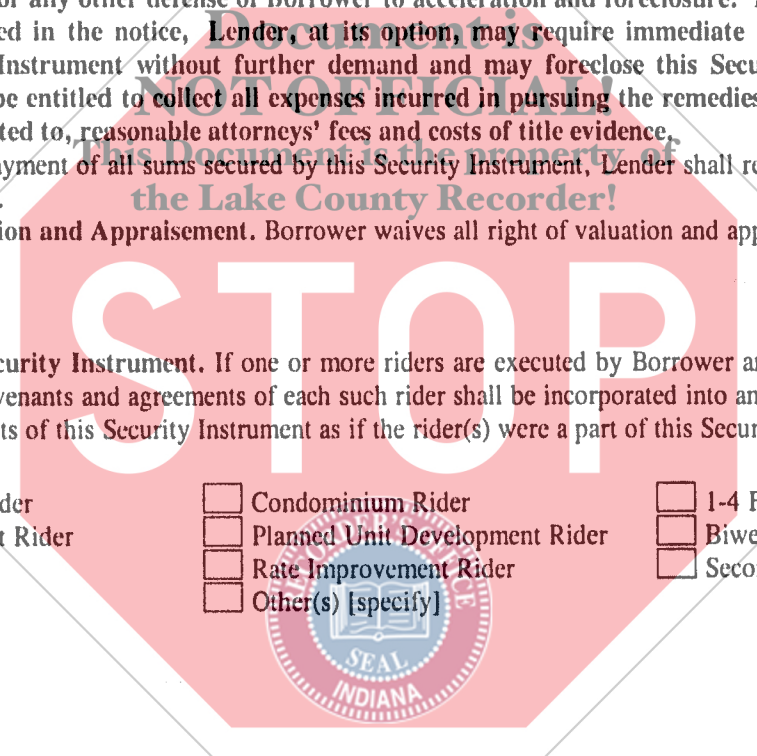 or any other defense of Borrower to acceleration and foreclosure.
Document is
ed in the notice, Lender, at its option, may require immediate
Instrument without further demand and may foreclose this Secu
NOT OFFICIAL!
be entitled to collect all expenses incurred in pursuing the remedies
ted to, reasonable attorneys' fees and costs of title evidence.
This Document is the property of
yment of all sums secured by this Security Instrument, Lender shall re
the Lake County Recorder!
ion and Appraisement. Borrower waives all right of valuation and app
STOP
curity Instrument. If one or more riders are executed by Borrower an
venants and agreements of each such rider shall be incorporated into an
ts of this Security Instrument as if the rider(s) were a part of this Secur
der Condominium Rider 1-4 F
t Rider Planned Unit Development Rider Biwe
Rate Improvement Rider Seco
Other(s) [specify]
RECORDER'S OFFICE
SEAL
INDIANA